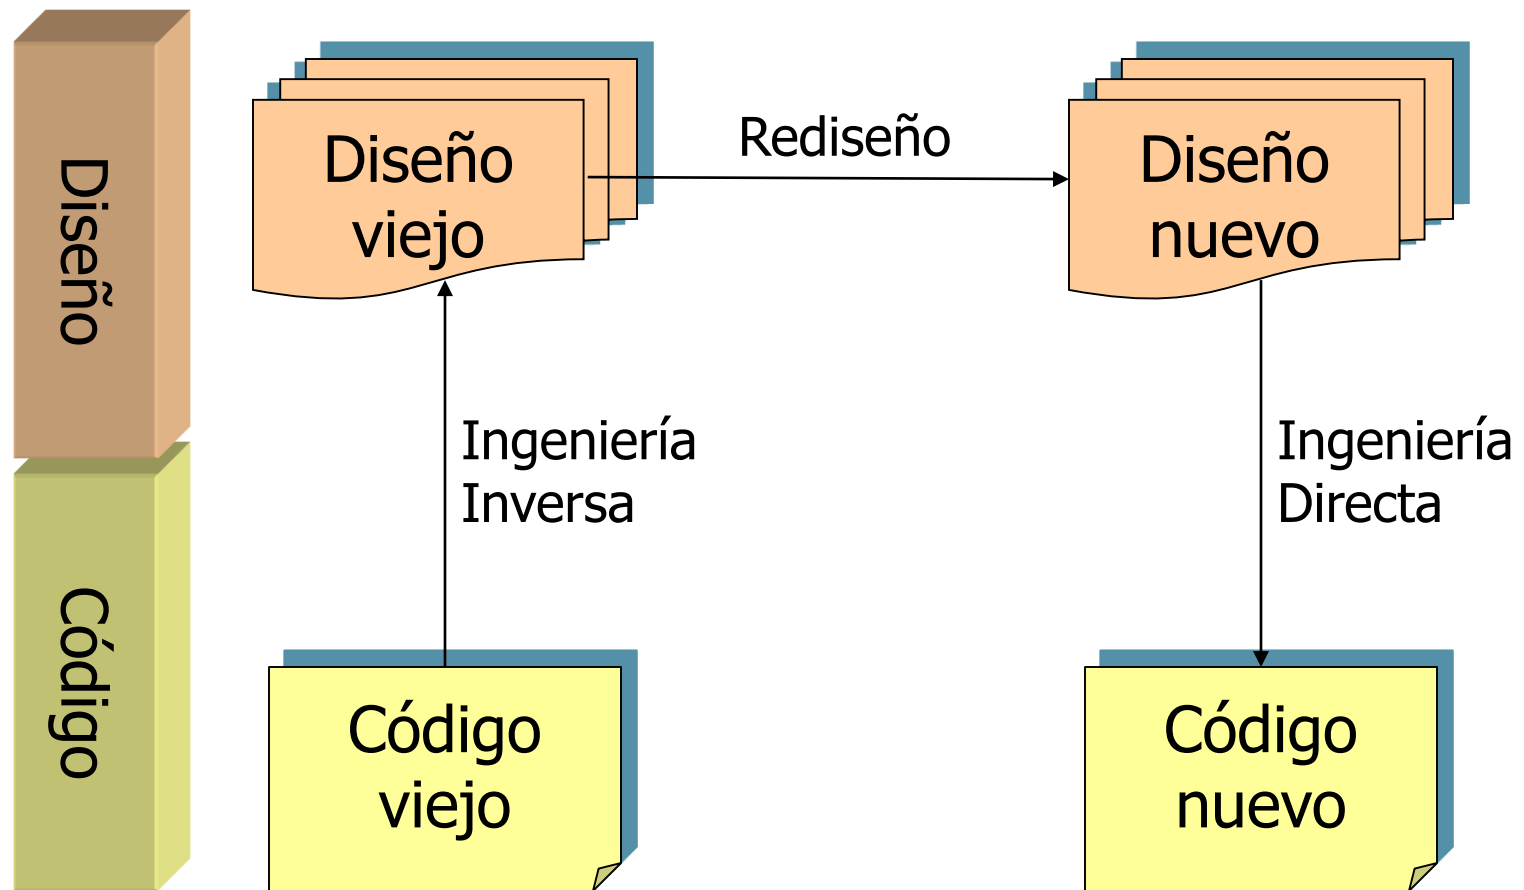 Diseño
Código
Diseño
viejo
Rediseño
Diseño
nuevo
Ingeniería
Inversa
Ingeniería
Directa
Código
viejo
Código
nuevo